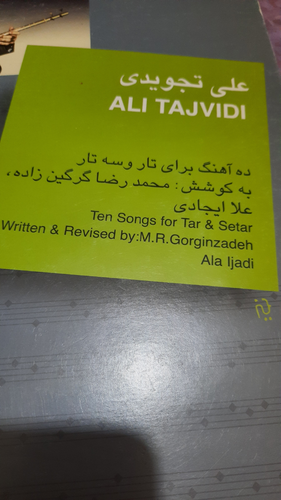 علی تجویدی
ALI TAJVIDI
ده آهنگ برای تار و سه تار
به کوشش: محمد رضا گرگین زاده،
علا ایجادی
Ten Songs for Tar & Setar
Written & Revised by:M.R.Gorginzadeh
Ala Ijadi